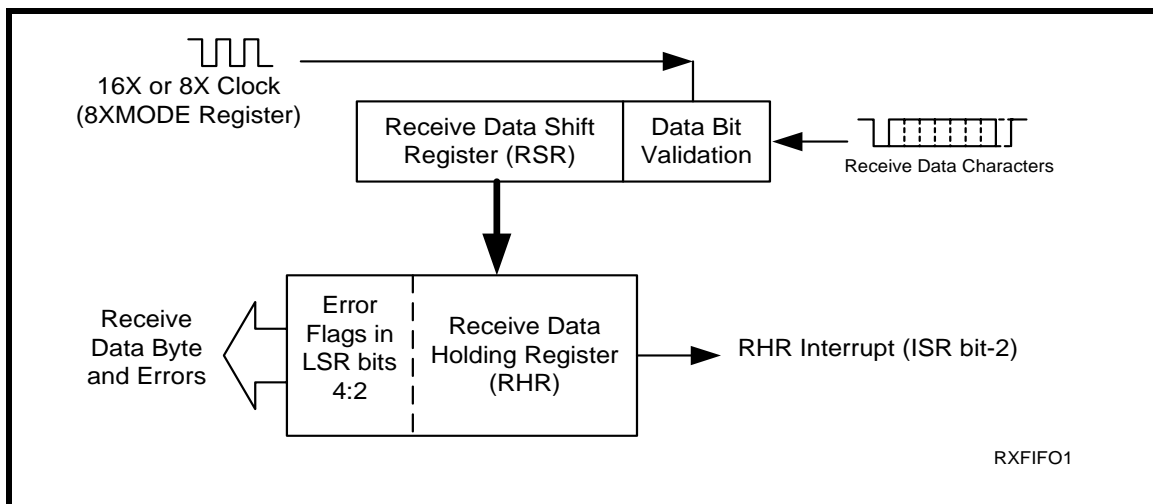 16X or 8X Clock
(8XMODE Register)
Receive Data Shift
Register (RSR)
Data Bit
Validation
Receive Data Characters
Receive
Data Byte
and Errors
Error
Flags in
LSR bits
4:2
Receive Data
Holding Register
(RHR)
RHR Interrupt (ISR bit-2)
RXFIFO1